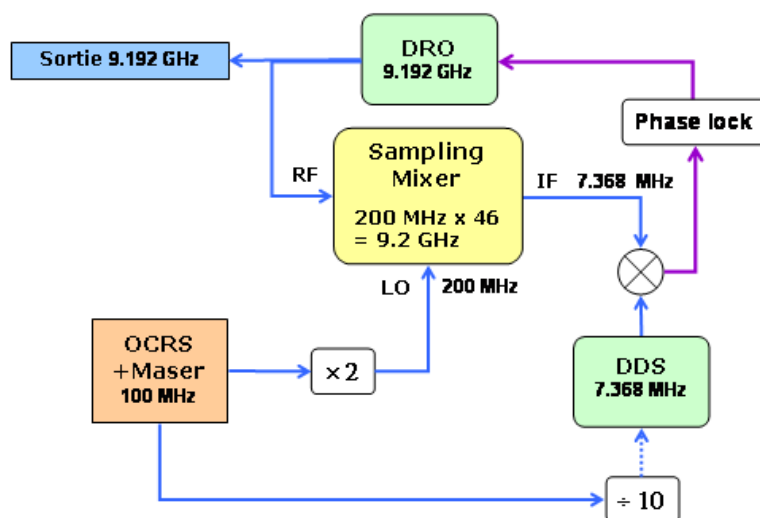 DRO
9.192 GHz
Sortie 9.192 GHz
Phase lock
Sampling
Mixer
200 MHz x 46
= 9.2 GHz
RF
IF 7.368 MHz
LO 200 MHz
OCRS
+Maser
100 MHz
×2
DDS
7.368 MHz
÷ 10